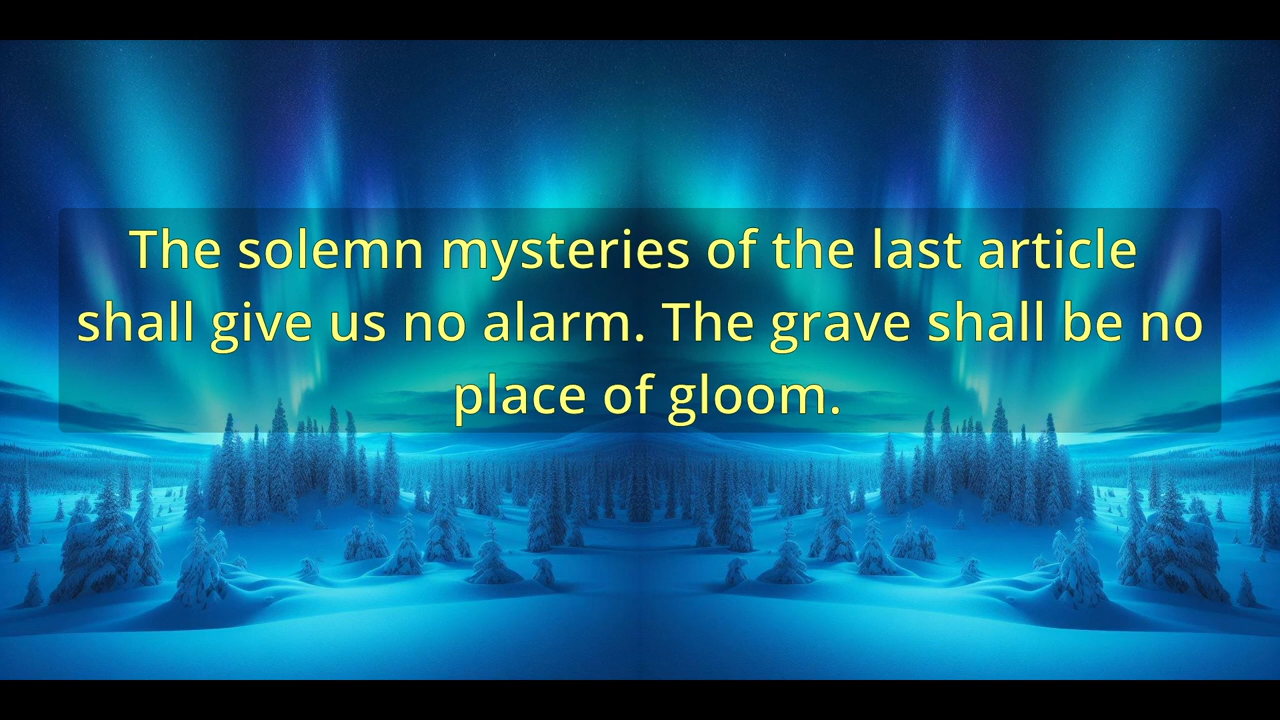 The solemn mysteries of the last article
shall give us no alarm. The grave shall be no
place of gloom.